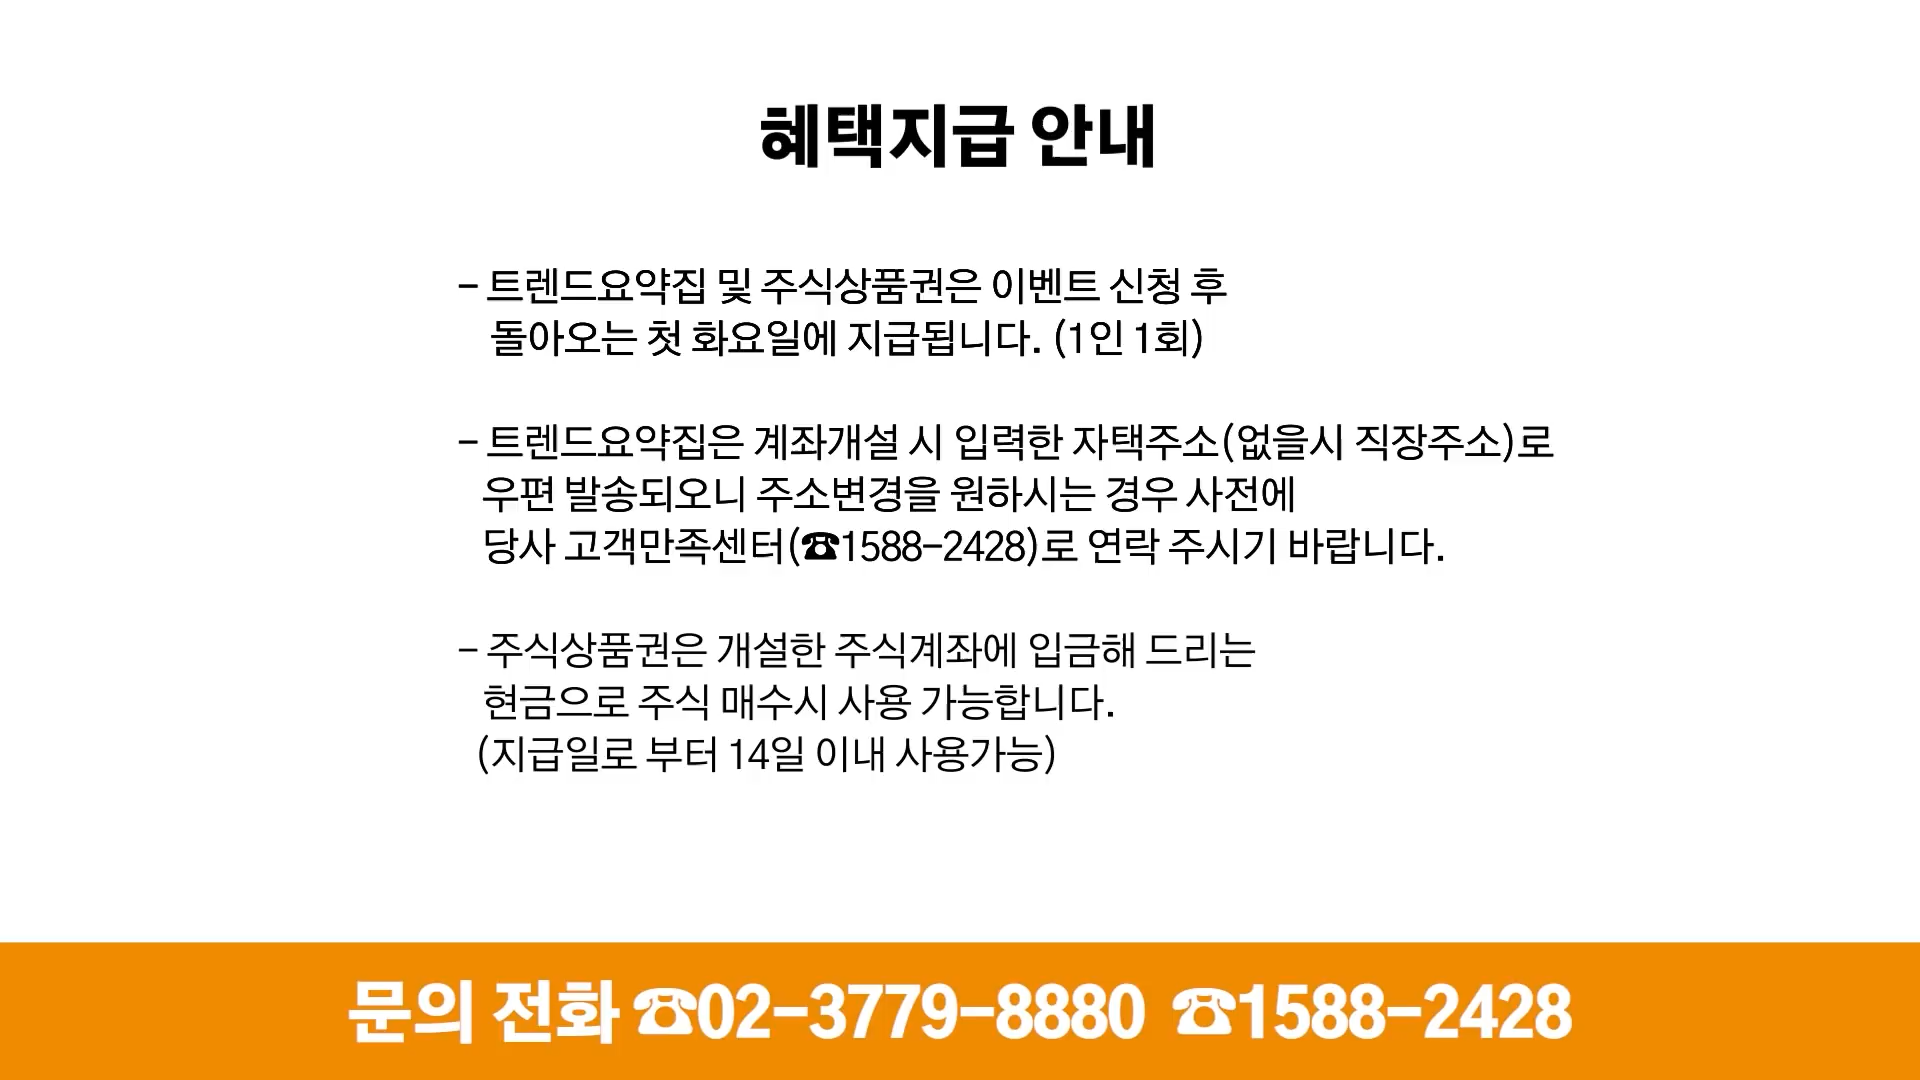 혜택지급 안내
- 트렌드요약집 및 주식상품권은 이벤트 신청 후
돌아오는 첫 화요일에 지급됩니다. (1인 1회)
- 트렌드요약집은 계좌개설 시 입력한 자택주소(없을시 직장주소)로
우편 발송되오니 주소변경을 원하시는 경우 사전에
당사 고객만족센터(☎1588-2428)로 연락 주시기 바랍니다.
- 주식상품권은 개설한 주식계좌에 입금해 드리는
현금으로 주식 매수시 사용 가능합니다.
(지급일로 부터 14일 이내 사용가능)
문의 전화 ☎02-3779-8880 ☎1588-2428